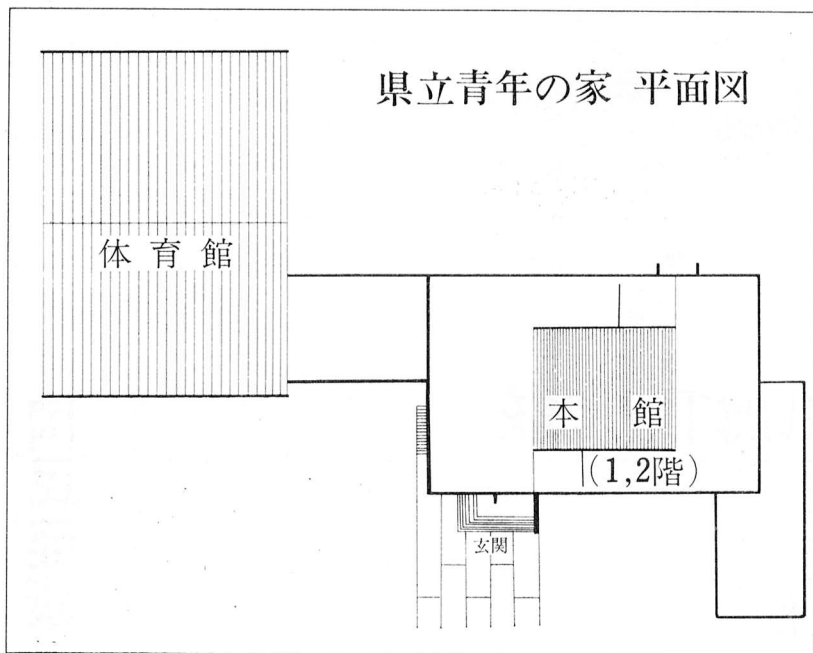 県立青年の家 平面図
体育館
本館
(1,2階)
玄関